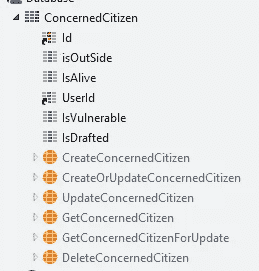 Database
ConcernedCitizen
Id
isOutSide
IsAlive
UserId
IsVulnerable
IsDrafted
CreateConcernedCitizen
CreateOrUpdateConcernedCitizen
UpdateConcernedCitizen
GetConcernedCitizen
GetConcernedCitizenForUpdate
DeleteConcernedCitizen